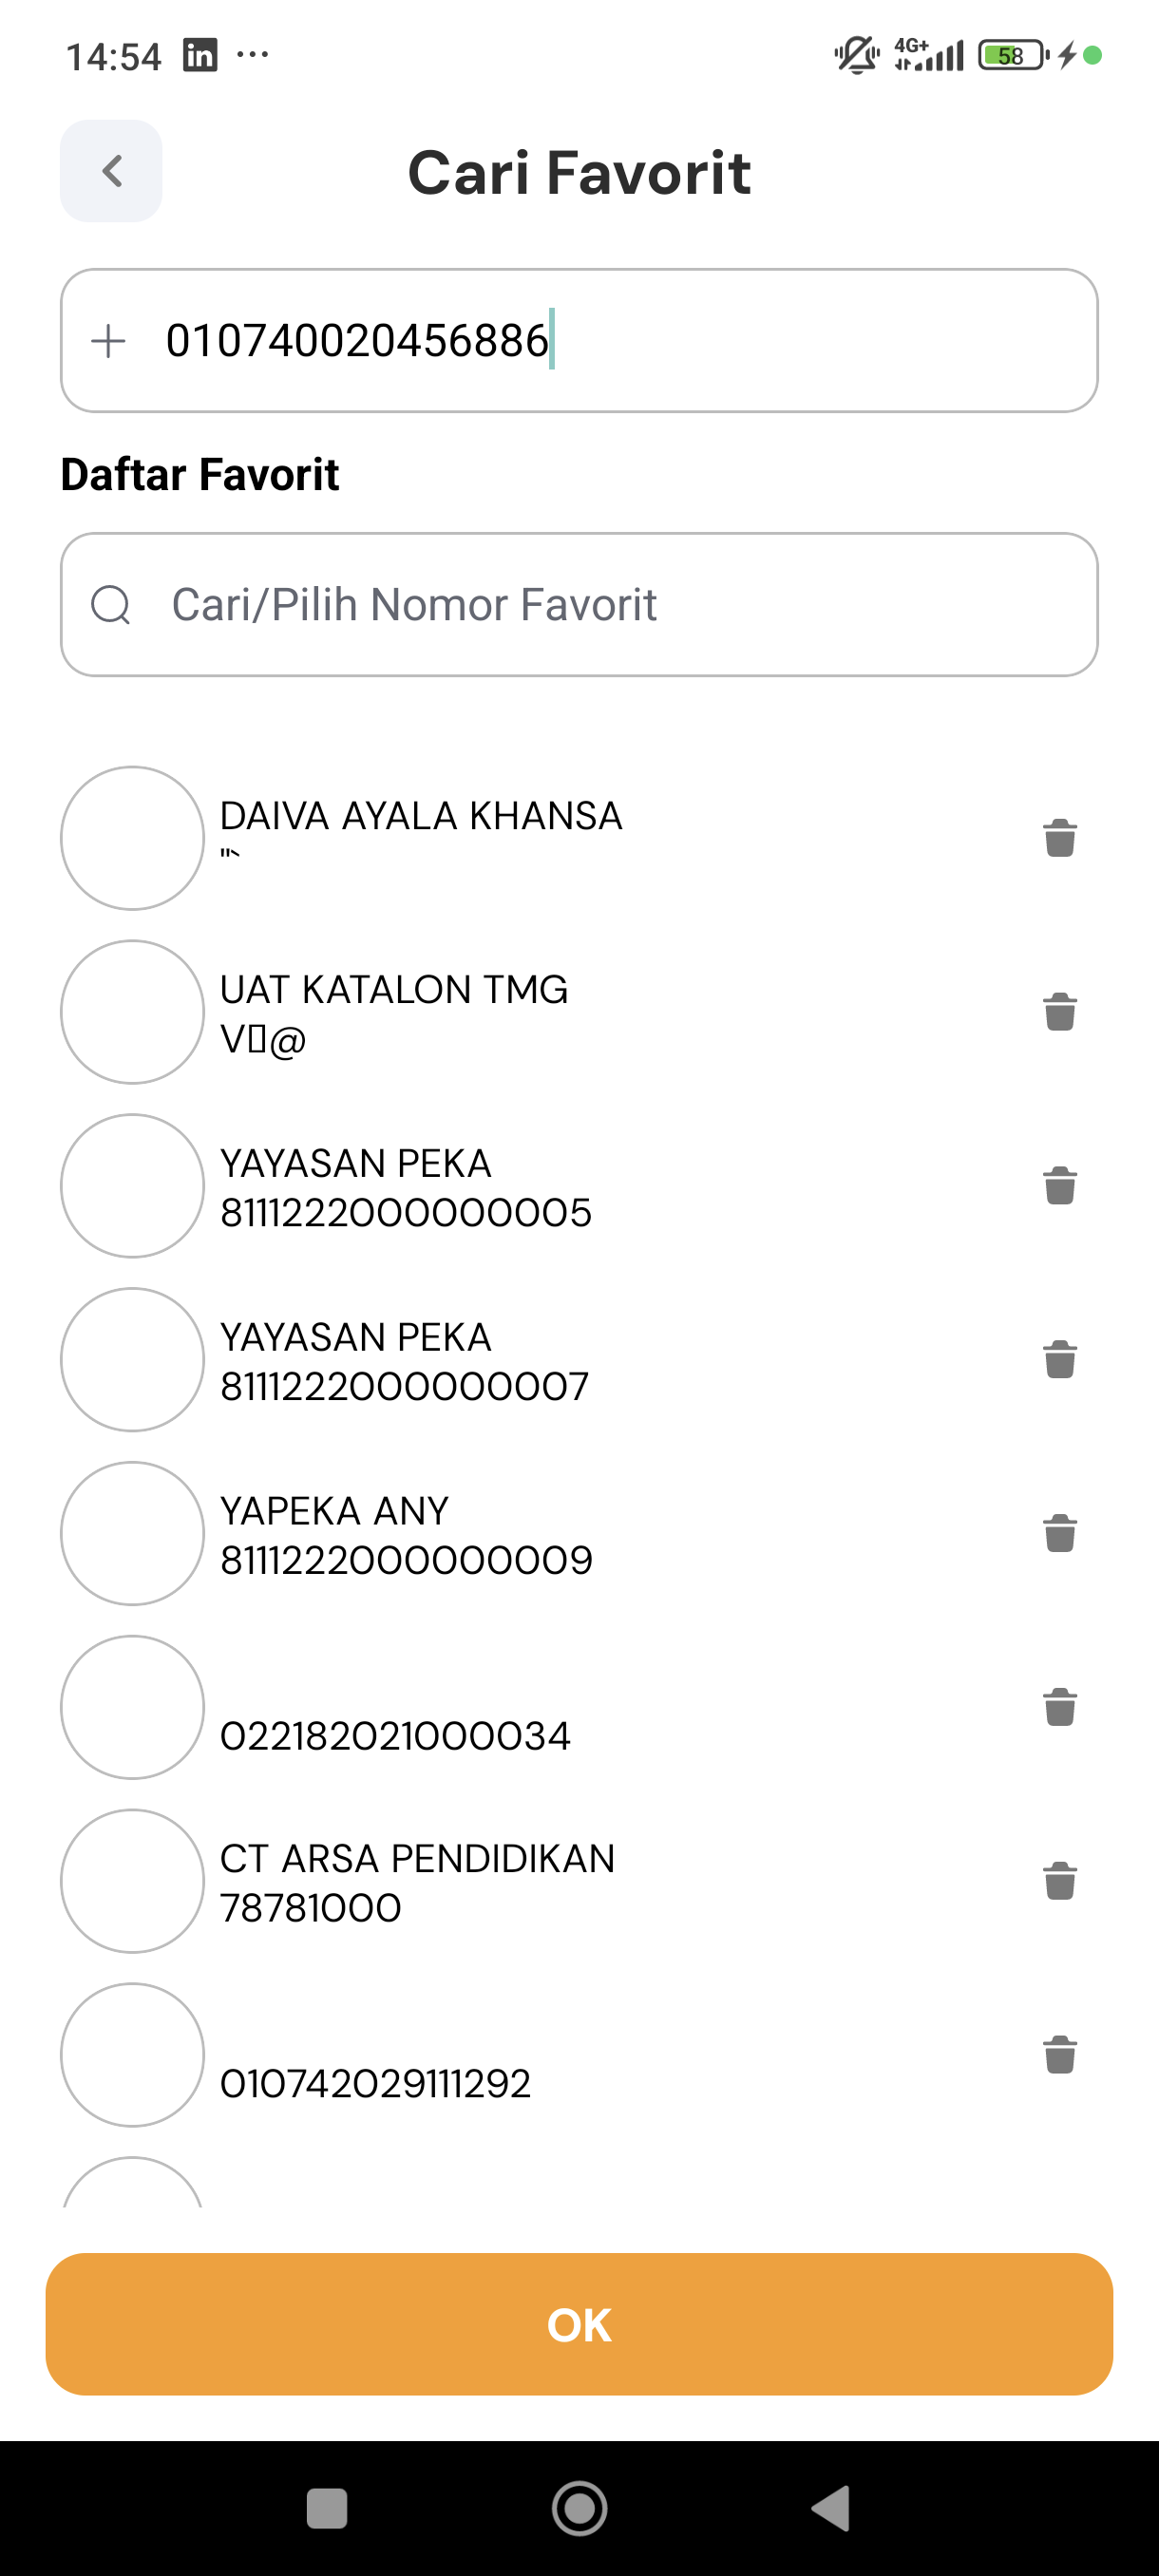 14:54 in ... 4G+ 58
Cari Favorit
010740020456886
Daftar Favorit
Cari/Pilih Nomor Favorit
DAIVA AYALA KHANSA
"`
UAT KATALON TMG
V▯@
YAYASAN PEKA
8111222000000005
YAYASAN PEKA
8111222000000007
YAPEKA ANY
8111222000000009
022182021000034
CT ARSA PENDIDIKAN
78781000
010742029111292
OK